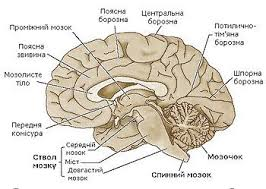 Поясна
борозна
Центральна
борозна
Потилично-
тім'яна
борозна
Проміжний мозок
Поясна
звивина
Мозолисте
тіло
Шпорна
борозна
Передня
комісура
Ствол
мозку
Середній
мозок
Міст
Довгастий
мозок
Мозочок
Спинний мозок